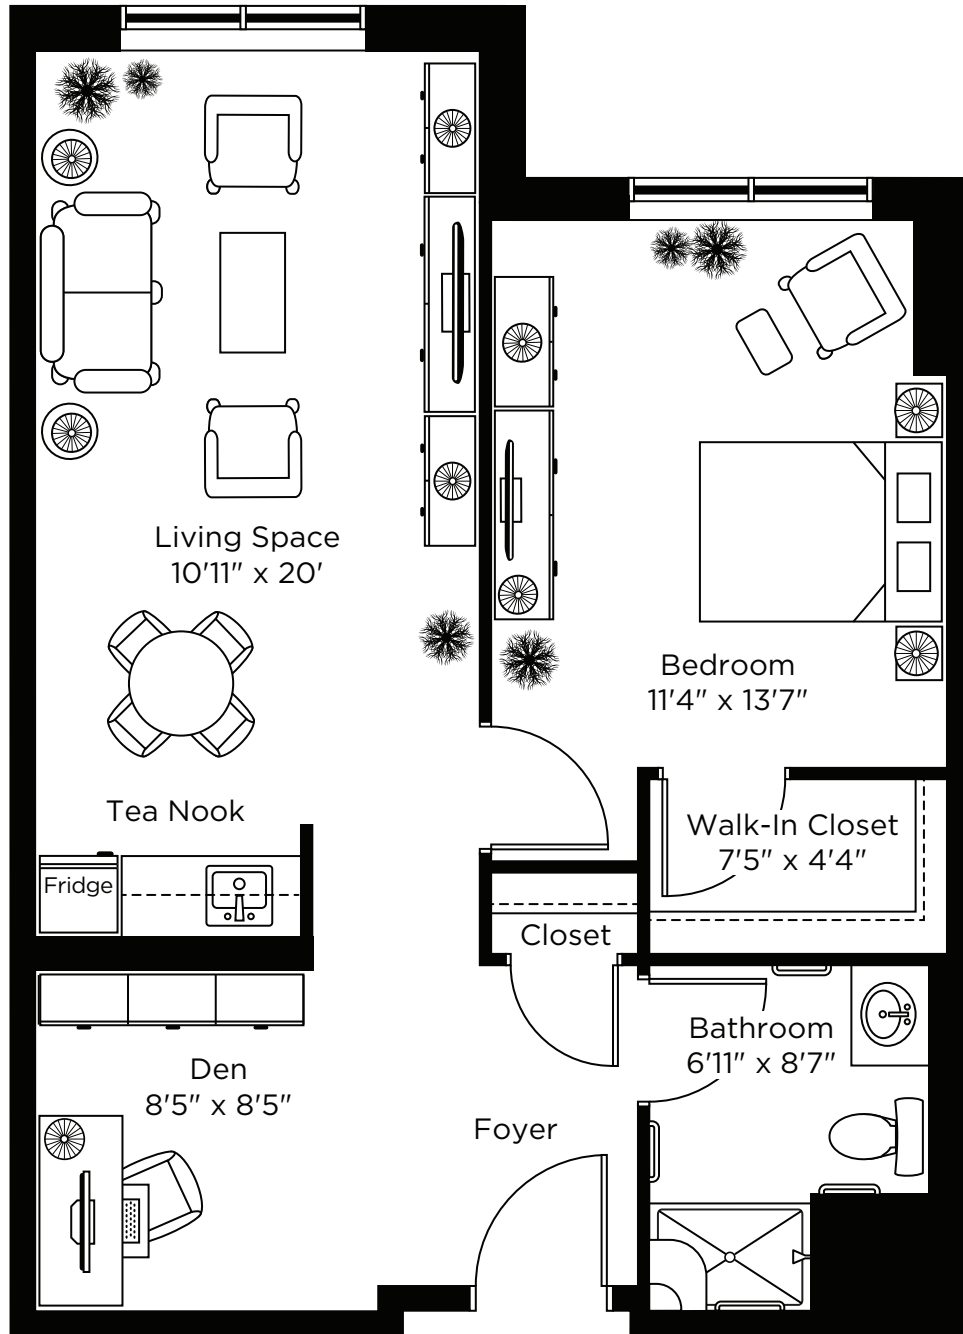 Living Space
10'11" x 20'
Bedroom
11'4" x 13'7"
Tea Nook
Walk-In Closet
7'5" x 4'4"
Fridge
Closet
Bathroom
6'11" x 8'7"
Den
8'5" x 8'5"
Foyer